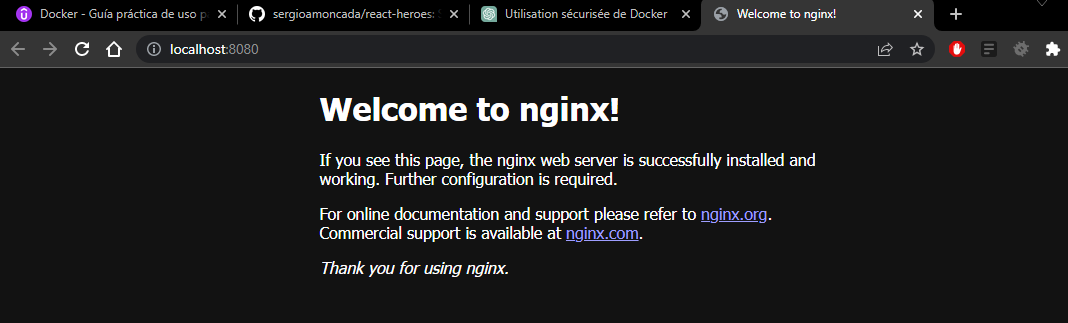 Docker - Guía práctica de uso p
sergioamoncada/react-heroes:
Utilisation sécurisée de Docker
Welcome to nginx!
localhost:8080
Welcome to nginx!
If you see this page, the nginx web server is successfully installed and
working. Further configuration is required.
For online documentation and support please refer to nginx.org.
Commercial support is available at nginx.com.
Thank you for using nginx.